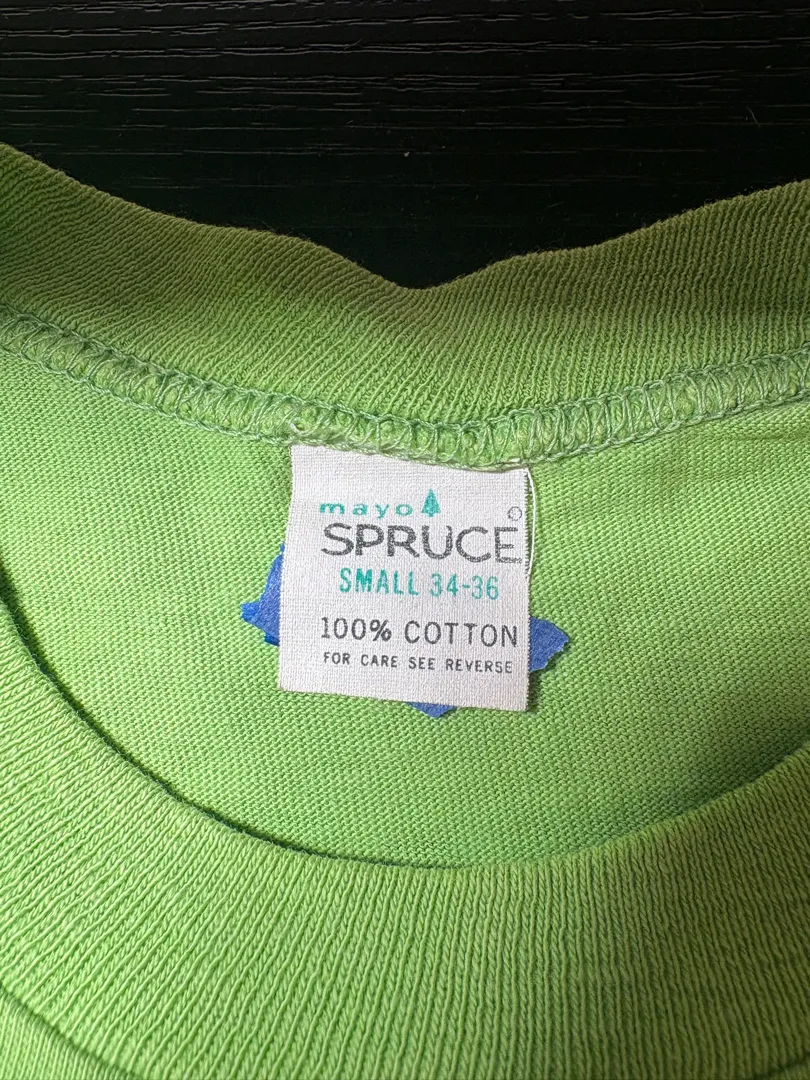 mayo
SPRUCE
SMALL 34-36
100% COTTON
FOR CARE SEE REVERSE